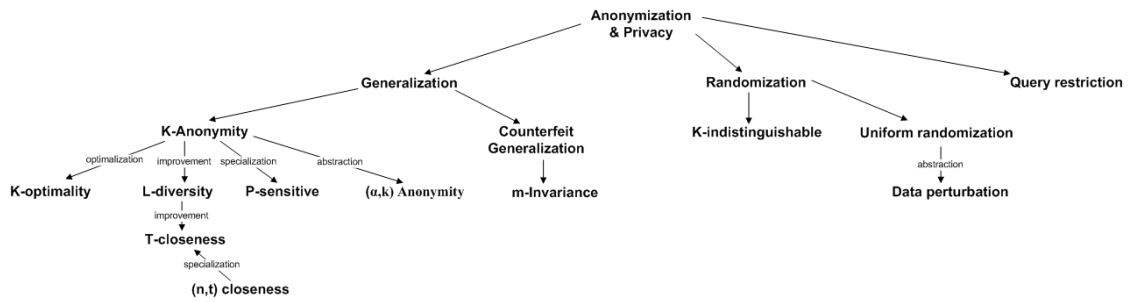 Anonymization
& Privacy
Generalization
Randomization
Query restriction
K-Anonymity
Counterfeit
Generalization
K-indistinguishable
Uniform randomization
optimalization
improvement
specialization
abstraction
abstraction
K-optimality
L-diversity
P-sensitive
(α,k) Anonymity
m-Invariance
Data perturbation
improvement
T-closeness
specialization
(n,t) closeness